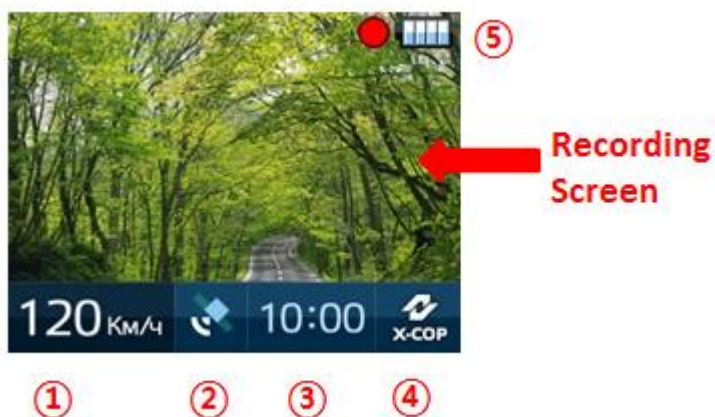 ⑤
Recording
Screen
120 Км/ч
10:00
X-COP
① ② ③ ④